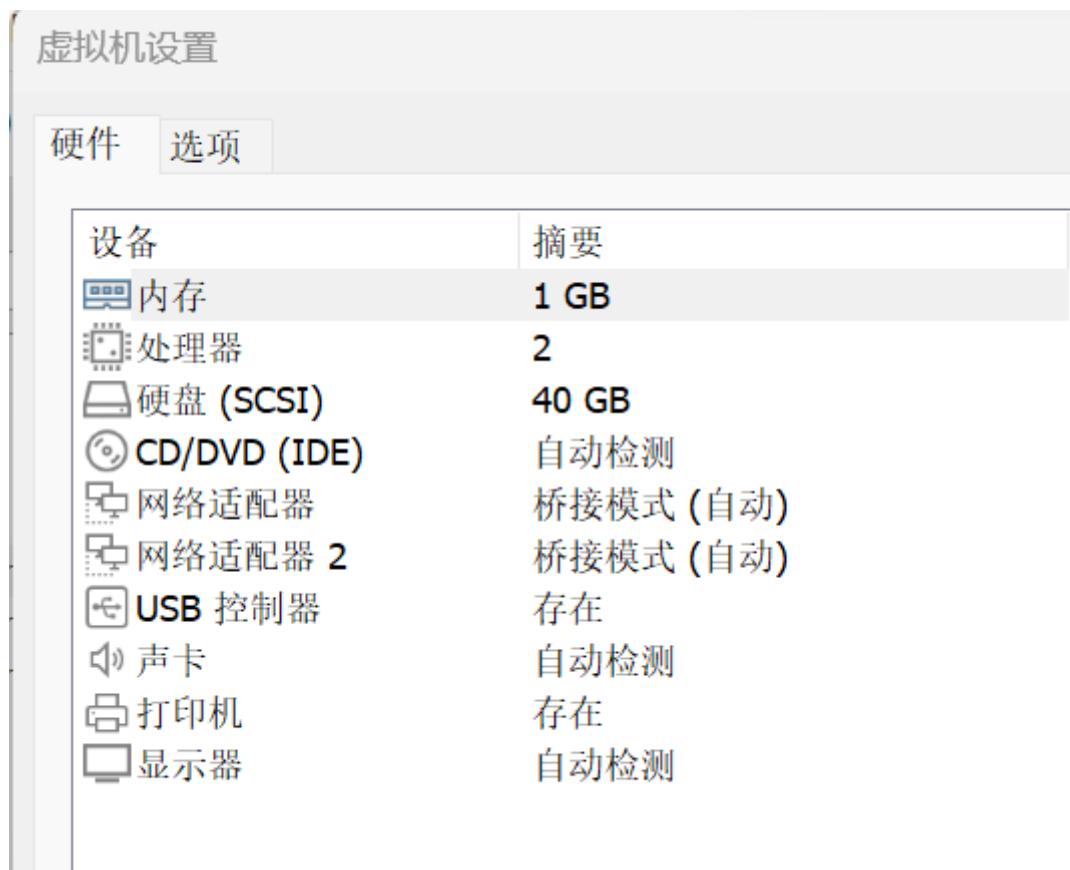 虚拟机设置
硬件 选项
设备 摘要
内存 1 GB
处理器 2
硬盘 (SCSI) 40 GB
CD/DVD (IDE) 自动检测
网络适配器 桥接模式 (自动)
网络适配器 2 桥接模式 (自动)
USB 控制器 存在
声卡 自动检测
打印机 存在
显示器 自动检测